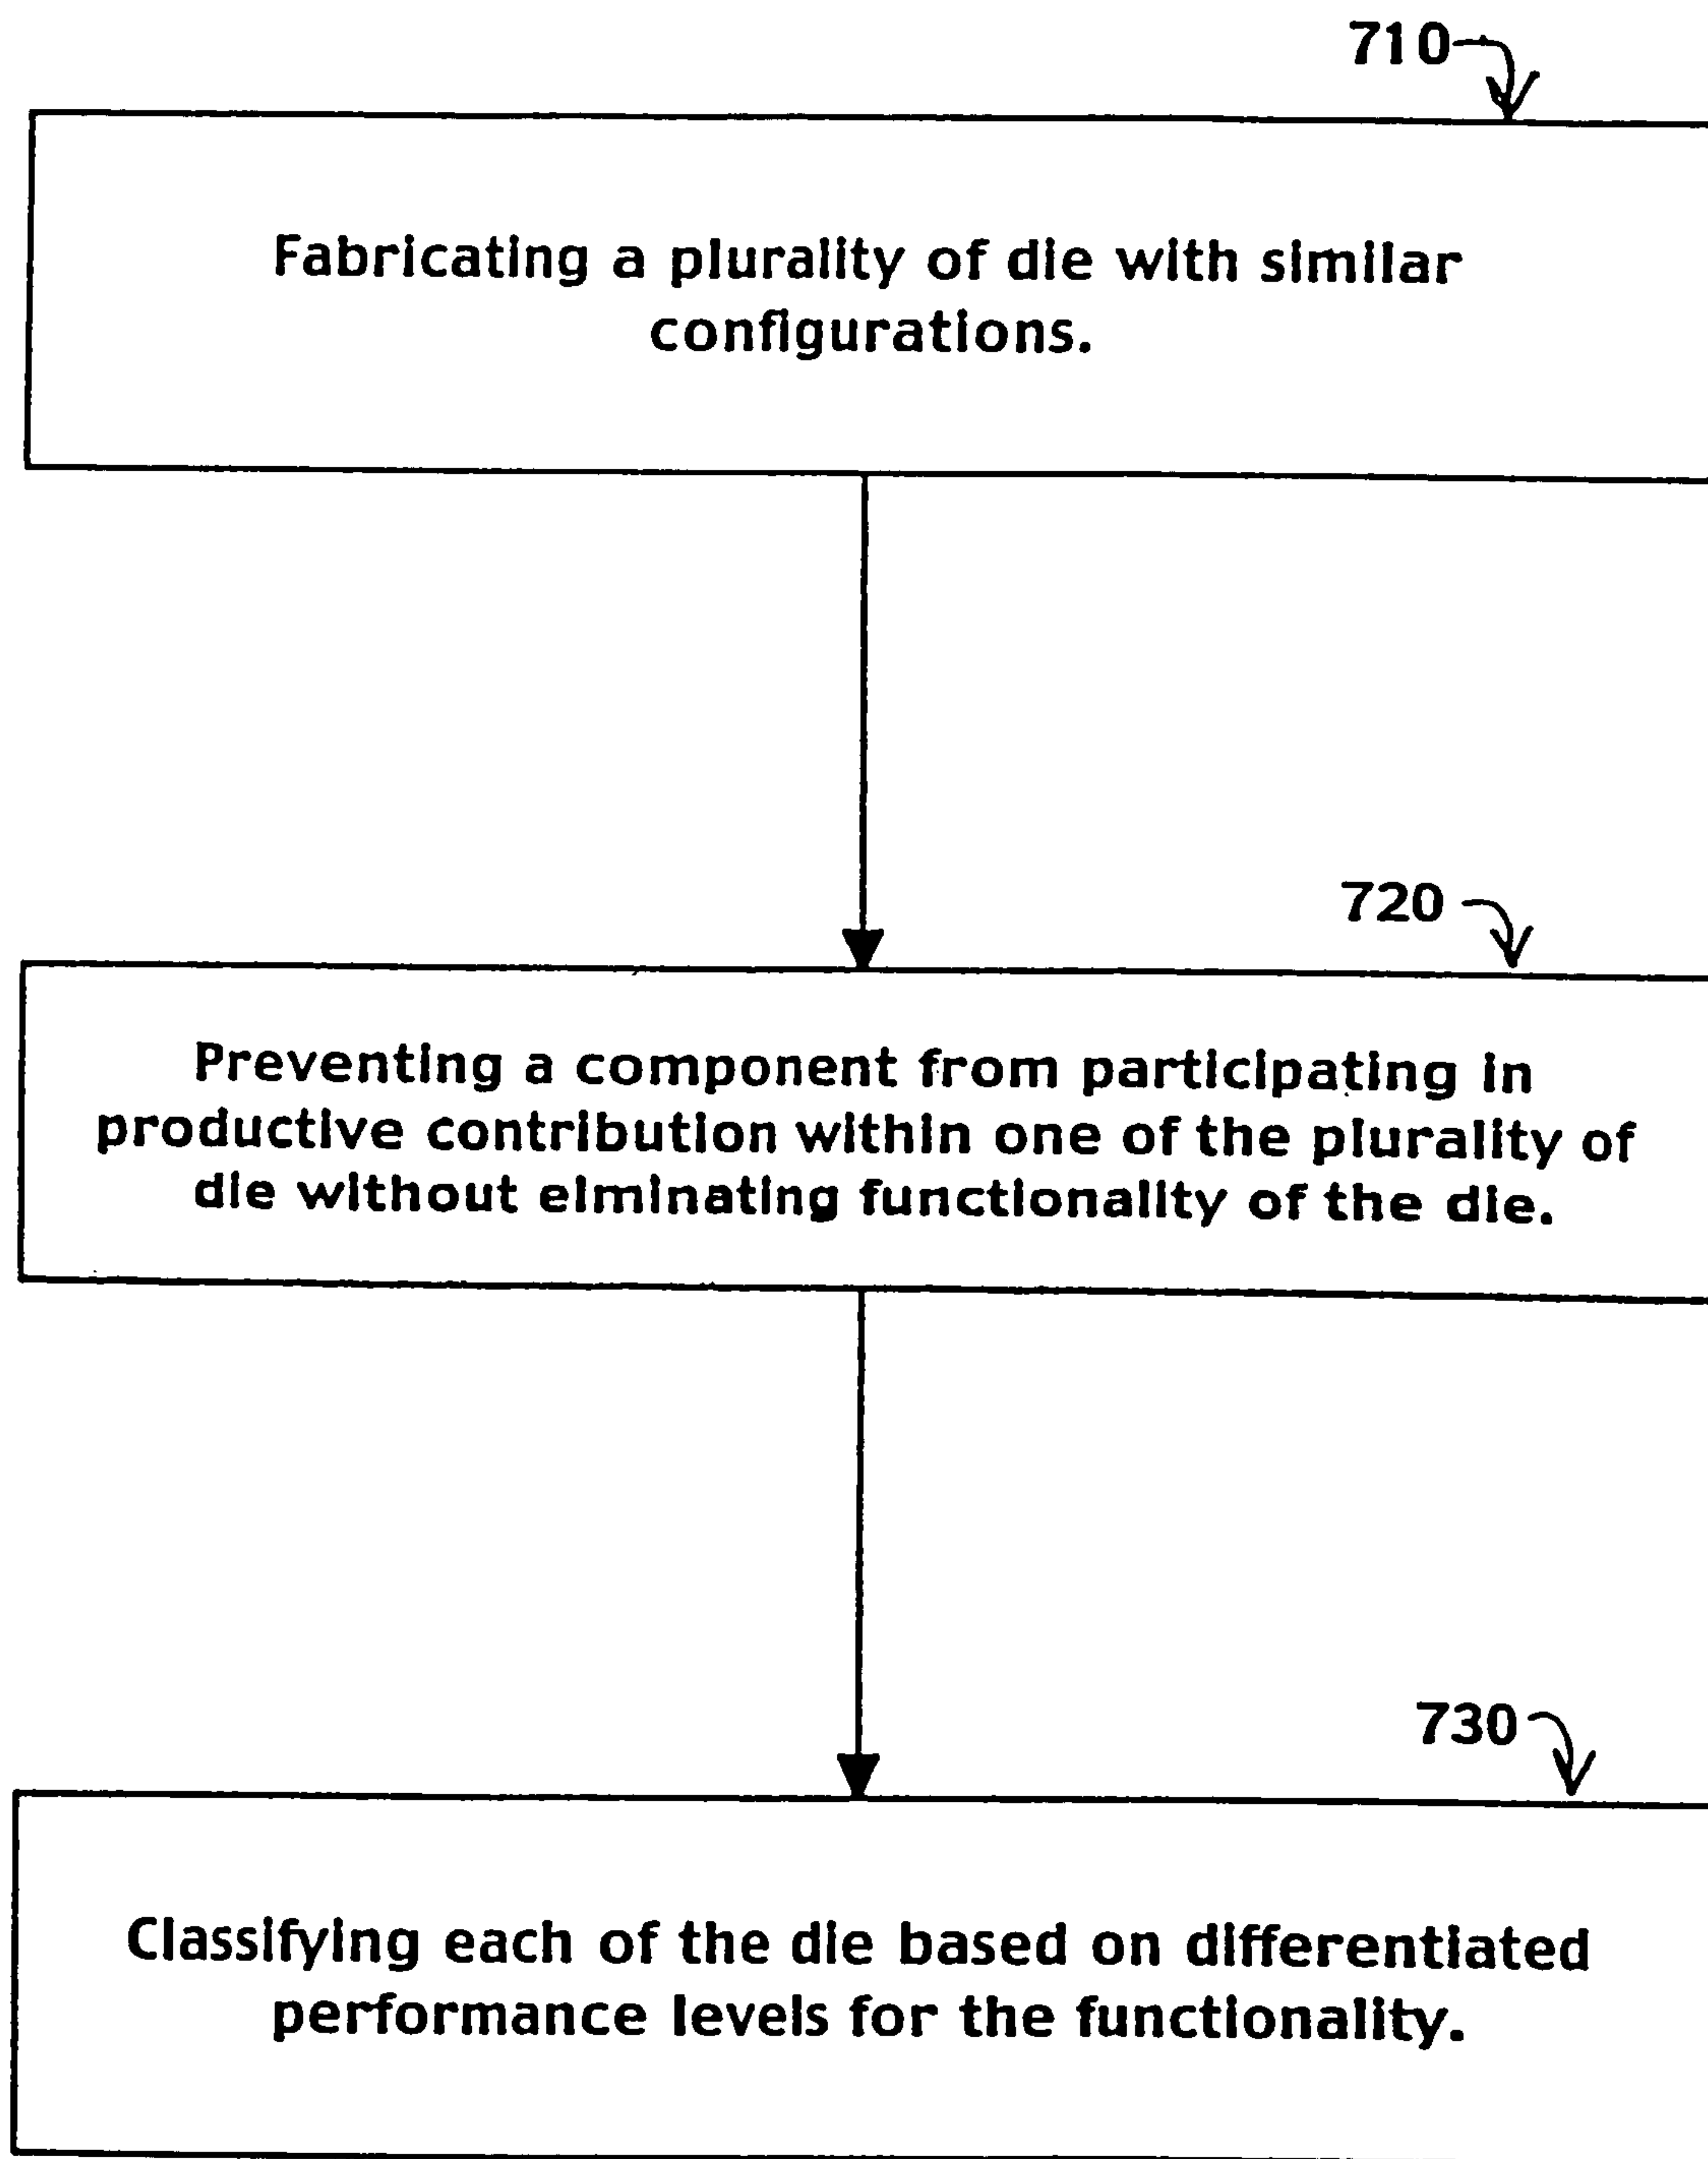 710
Fabricating a plurality of die with similar
configurations.
720
Preventing a component from participating in
productive contribution within one of the plurality of
die without elminating functionality of the die.
730
Classifying each of the die based on differentiated
performance levels for the functionality.